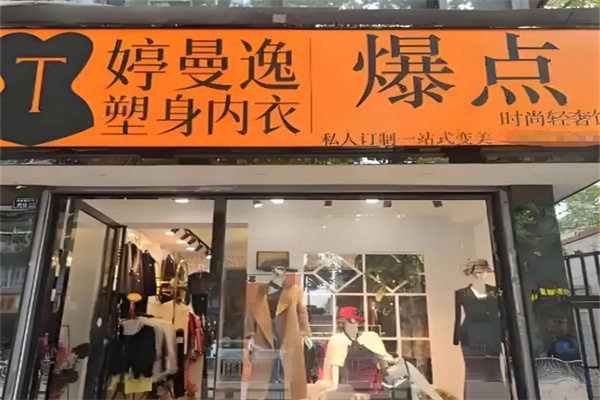 T
婷曼逸
塑身内衣
爆点
时尚轻奢
私人订制一站式变美